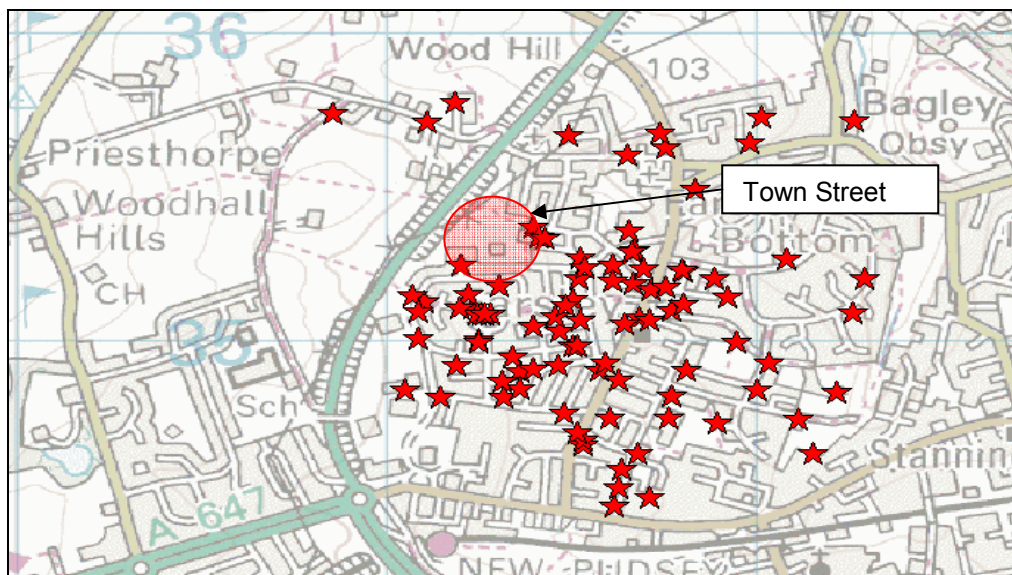 36
Wood Hill
103
Bagley
Obsy
Priesthorpe
Woodhall
Hills
Town Street
Bottom
CH
35
Sch
Stannin
A 647
NEW PUDSEY